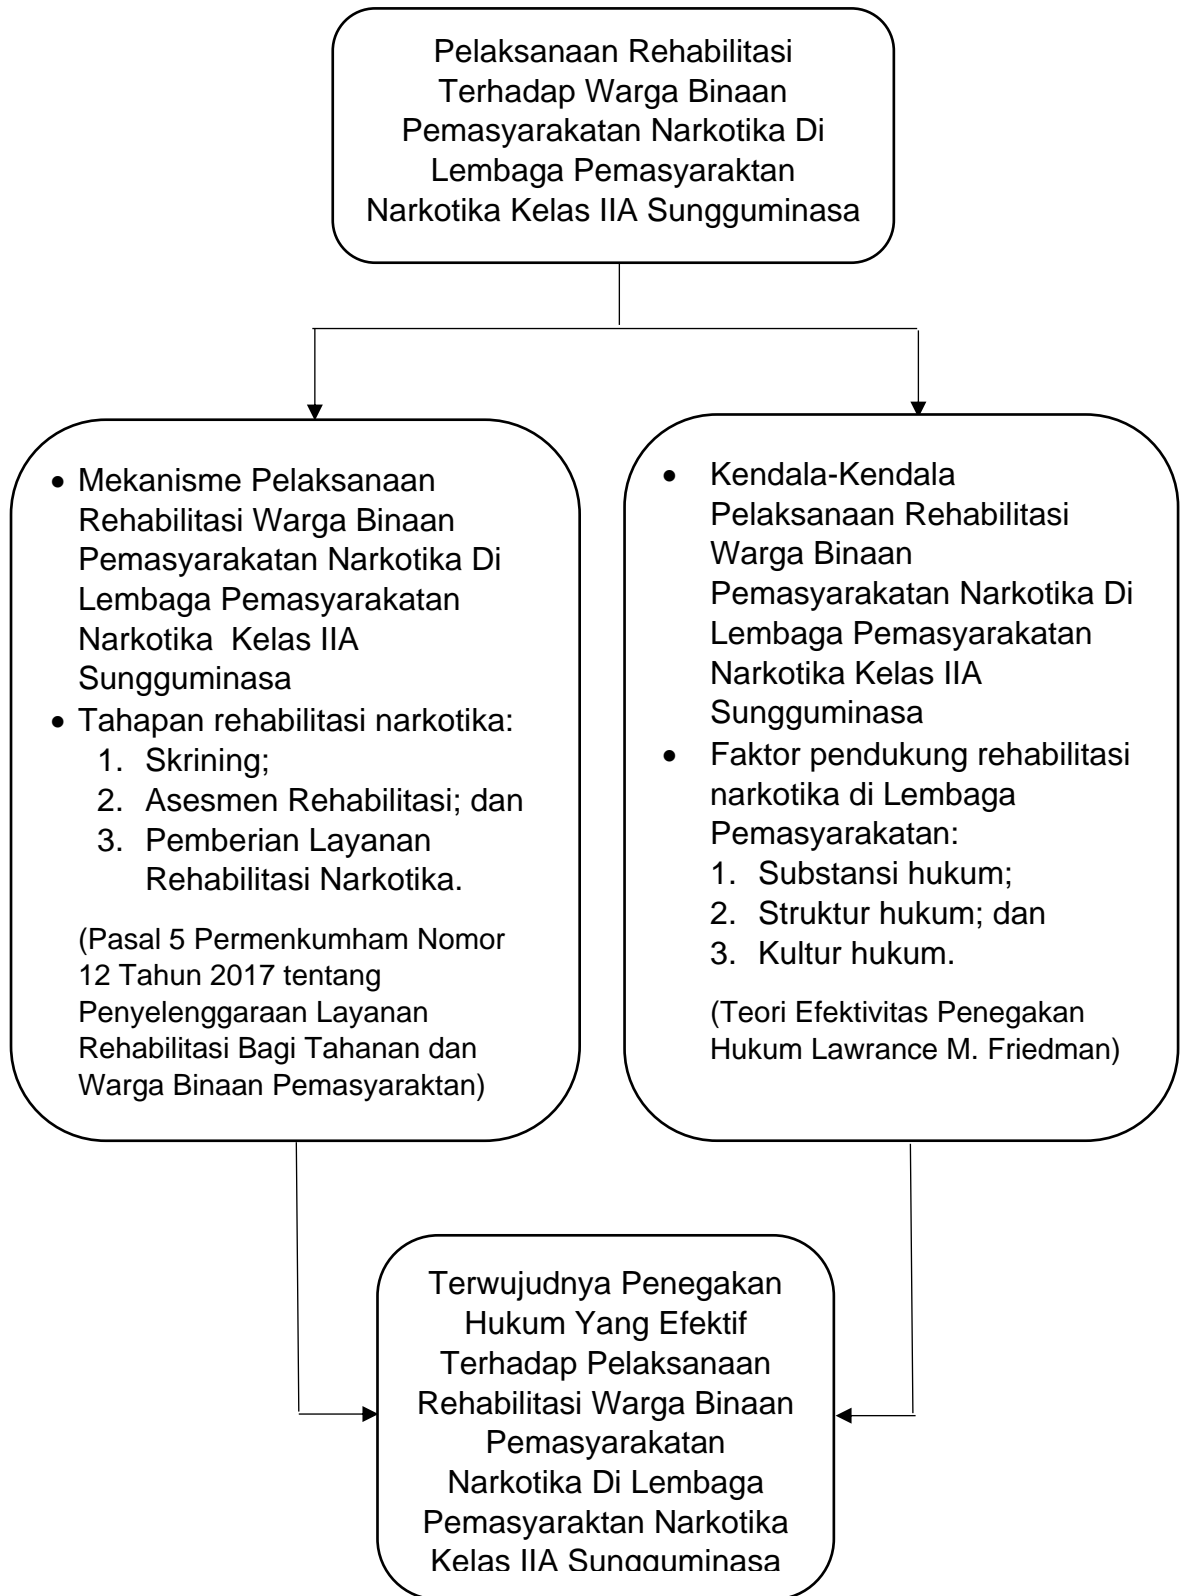 Pelaksanaan Rehabilitasi
Terhadap Warga Binaan
Pemasyarakatan Narkotika Di
Lembaga Pemasyaraktan
Narkotika Kelas IIA Sungguminasa
• Mekanisme Pelaksanaan
Rehabilitasi Warga Binaan
Pemasyarakatan Narkotika Di
Lembaga Pemasyarakatan
Narkotika Kelas IIA
Sungguminasa
• Tahapan rehabilitasi narkotika:
1. Skrining;
2. Asesmen Rehabilitasi; dan
3. Pemberian Layanan
Rehabilitasi Narkotika.
(Pasal 5 Permenkumham Nomor
12 Tahun 2017 tentang
Penyelenggaraan Layanan
Rehabilitasi Bagi Tahanan dan
Warga Binaan Pemasyaraktan)
• Kendala-Kendala
Pelaksanaan Rehabilitasi
Warga Binaan
Pemasyarakatan Narkotika Di
Lembaga Pemasyarakatan
Narkotika Kelas IIA
Sungguminasa
• Faktor pendukung rehabilitasi
narkotika di Lembaga
Pemasyarakatan:
1. Substansi hukum;
2. Struktur hukum; dan
3. Kultur hukum.
(Teori Efektivitas Penegakan
Hukum Lawrance M. Friedman)
Terwujudnya Penegakan
Hukum Yang Efektif
Terhadap Pelaksanaan
Rehabilitasi Warga Binaan
Pemasyarakatan
Narkotika Di Lembaga
Pemasyaraktan Narkotika
Kelas IIA Sungguminasa